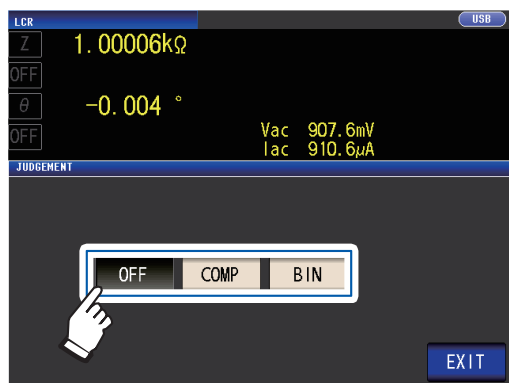 LCR USB
Z 1.00006kΩ
OFF
θ -0.004 °
OFF Vac 907.6mV
Iac 910.6μA
JUDGEMENT
OFF COMP BIN
EXIT